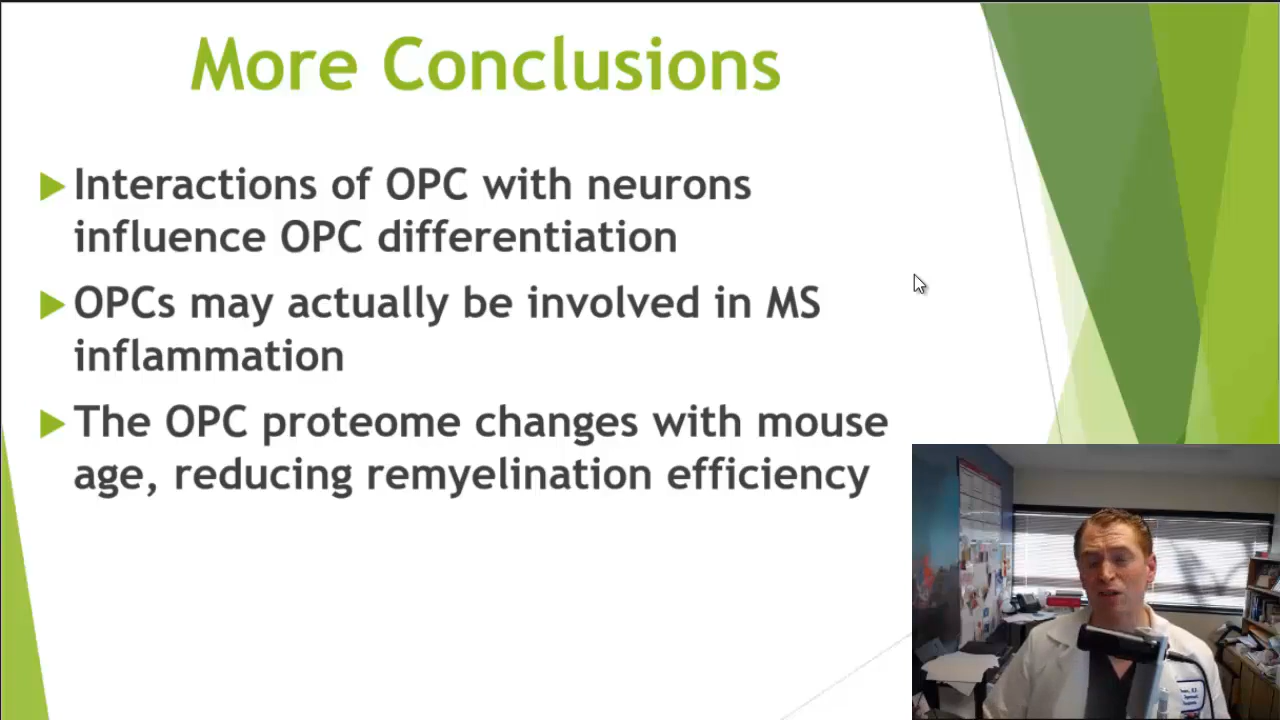 More Conclusions
Interactions of OPC with neurons
influence OPC differentiation
OPCs may actually be involved in MS
inflammation
The OPC proteome changes with mouse
age, reducing remyelination efficiency